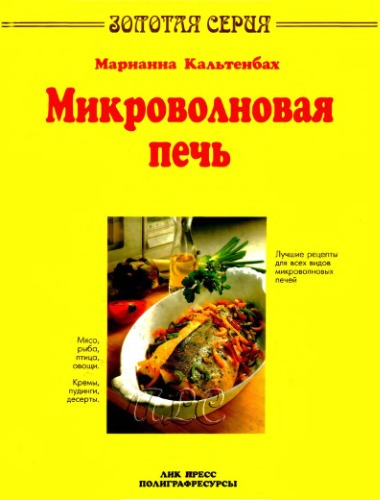 ЗОЛОТАЯ СЕРИЯ
Марианна Кальтенбах
Микроволновая
печь
Лучшие рецепты
для всех видов
микроволновых
печей
Мясо,
рыба,
птица,
овощи.
Кремы,
пудинги,
десерты.
ЛИК ПРЕСС
ПОЛИГРАФРЕСУРСЫ